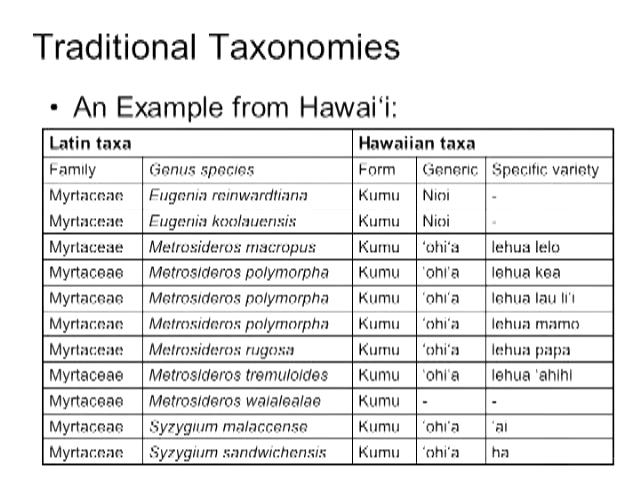 Traditional Taxonomies
• An Example from Hawai‘i:
Latin taxa Hawaiian taxa
Family Genus species Form Generic Specific variety
Myrtaceae Eugenia reinwardtiana Kumu Nioi -
Myrtaceae Eugenia koolauensis Kumu Nioi -
Myrtaceae Metrosideros macropus Kumu ‘ohi‘a lehua lelo
Myrtaceae Metrosideros polymorpha Kumu ‘ohi‘a lehua kea
Myrtaceae Metrosideros polymorpha Kumu ‘ohi‘a lehua lau li‘i
Myrtaceae Metrosideros polymorpha Kumu ‘ohi‘a lehua mamo
Myrtaceae Metrosideros rugosa Kumu ‘ohi‘a lehua papa
Myrtaceae Metrosideros tremuloides Kumu ‘ohi‘a lehua ‘ahihi
Myrtaceae Metrosideros waialealae Kumu - -
Myrtaceae Syzygium malaccense Kumu ‘ohi‘a ‘ai
Myrtaceae Syzygium sandwichensis Kumu ‘ohi‘a ha